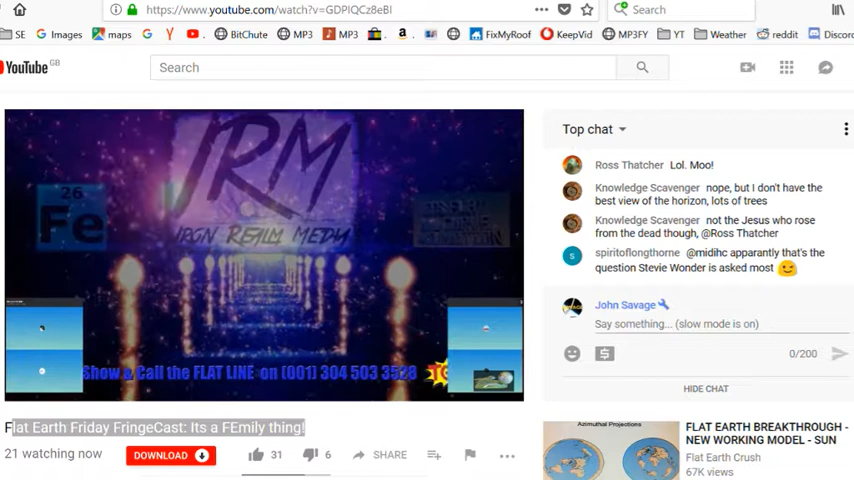 https://www.youtube.com/watch?v=GDPIQCz8eBI
Search
SE Images maps BitChute MP3 MP3 FixMyRoof KeepVid MP3FY YT Weather reddit Discord
YouTube GB
Search
JRM
IRON REALM MEDIA
26
Fe
Show & Call the FLAT LINE on (001) 304 503 3528
Flat Earth Friday FringeCast: Its a FEmily thing!
21 watching now
DOWNLOAD
31
6
SHARE
Top chat
Ross Thatcher Lol. Moo!
Knowledge Scavenger nope, but I don't have the
best view of the horizon, lots of trees
Knowledge Scavenger not the Jesus who rose
from the dead though, @Ross Thatcher
spiritoflongthorne @midihc apparantly that's the
question Stevie Wonder is asked most
John Savage
Say something... (slow mode is on)
0/200
HIDE CHAT
Azimuthal Projections
FLAT EARTH BREAKTHROUGH -
NEW WORKING MODEL - SUN
Flat Earth Crush
67K views